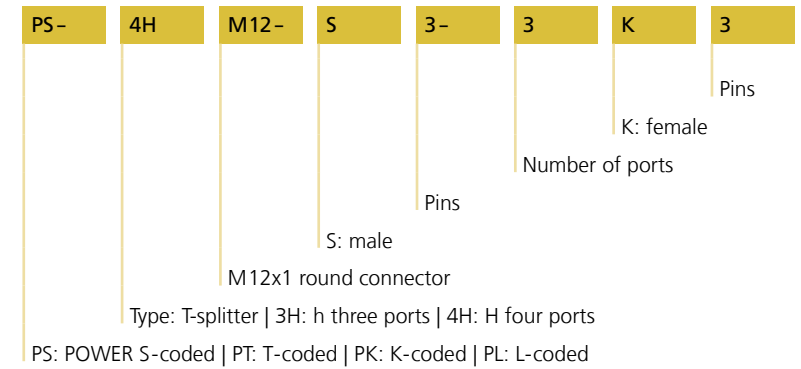 PS– 4H M12– S 3– 3 K 3
Pins
K: female
Number of ports
Pins
S: male
M12x1 round connector
Type: T-splitter | 3H: h three ports | 4H: H four ports
PS: POWER S-coded | PT: T-coded | PK: K-coded | PL: L-coded